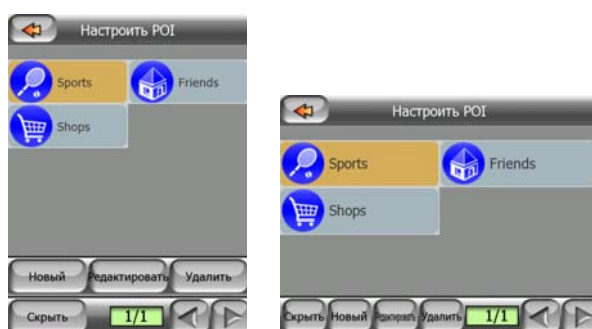 Настроить POI
Sports Friends
Shops
Новый Редактировать Удалить
Скрыть 1/1
Настроить POI
Sports Friends
Shops
Скрыть Новый Редактировать Удалить 1/1